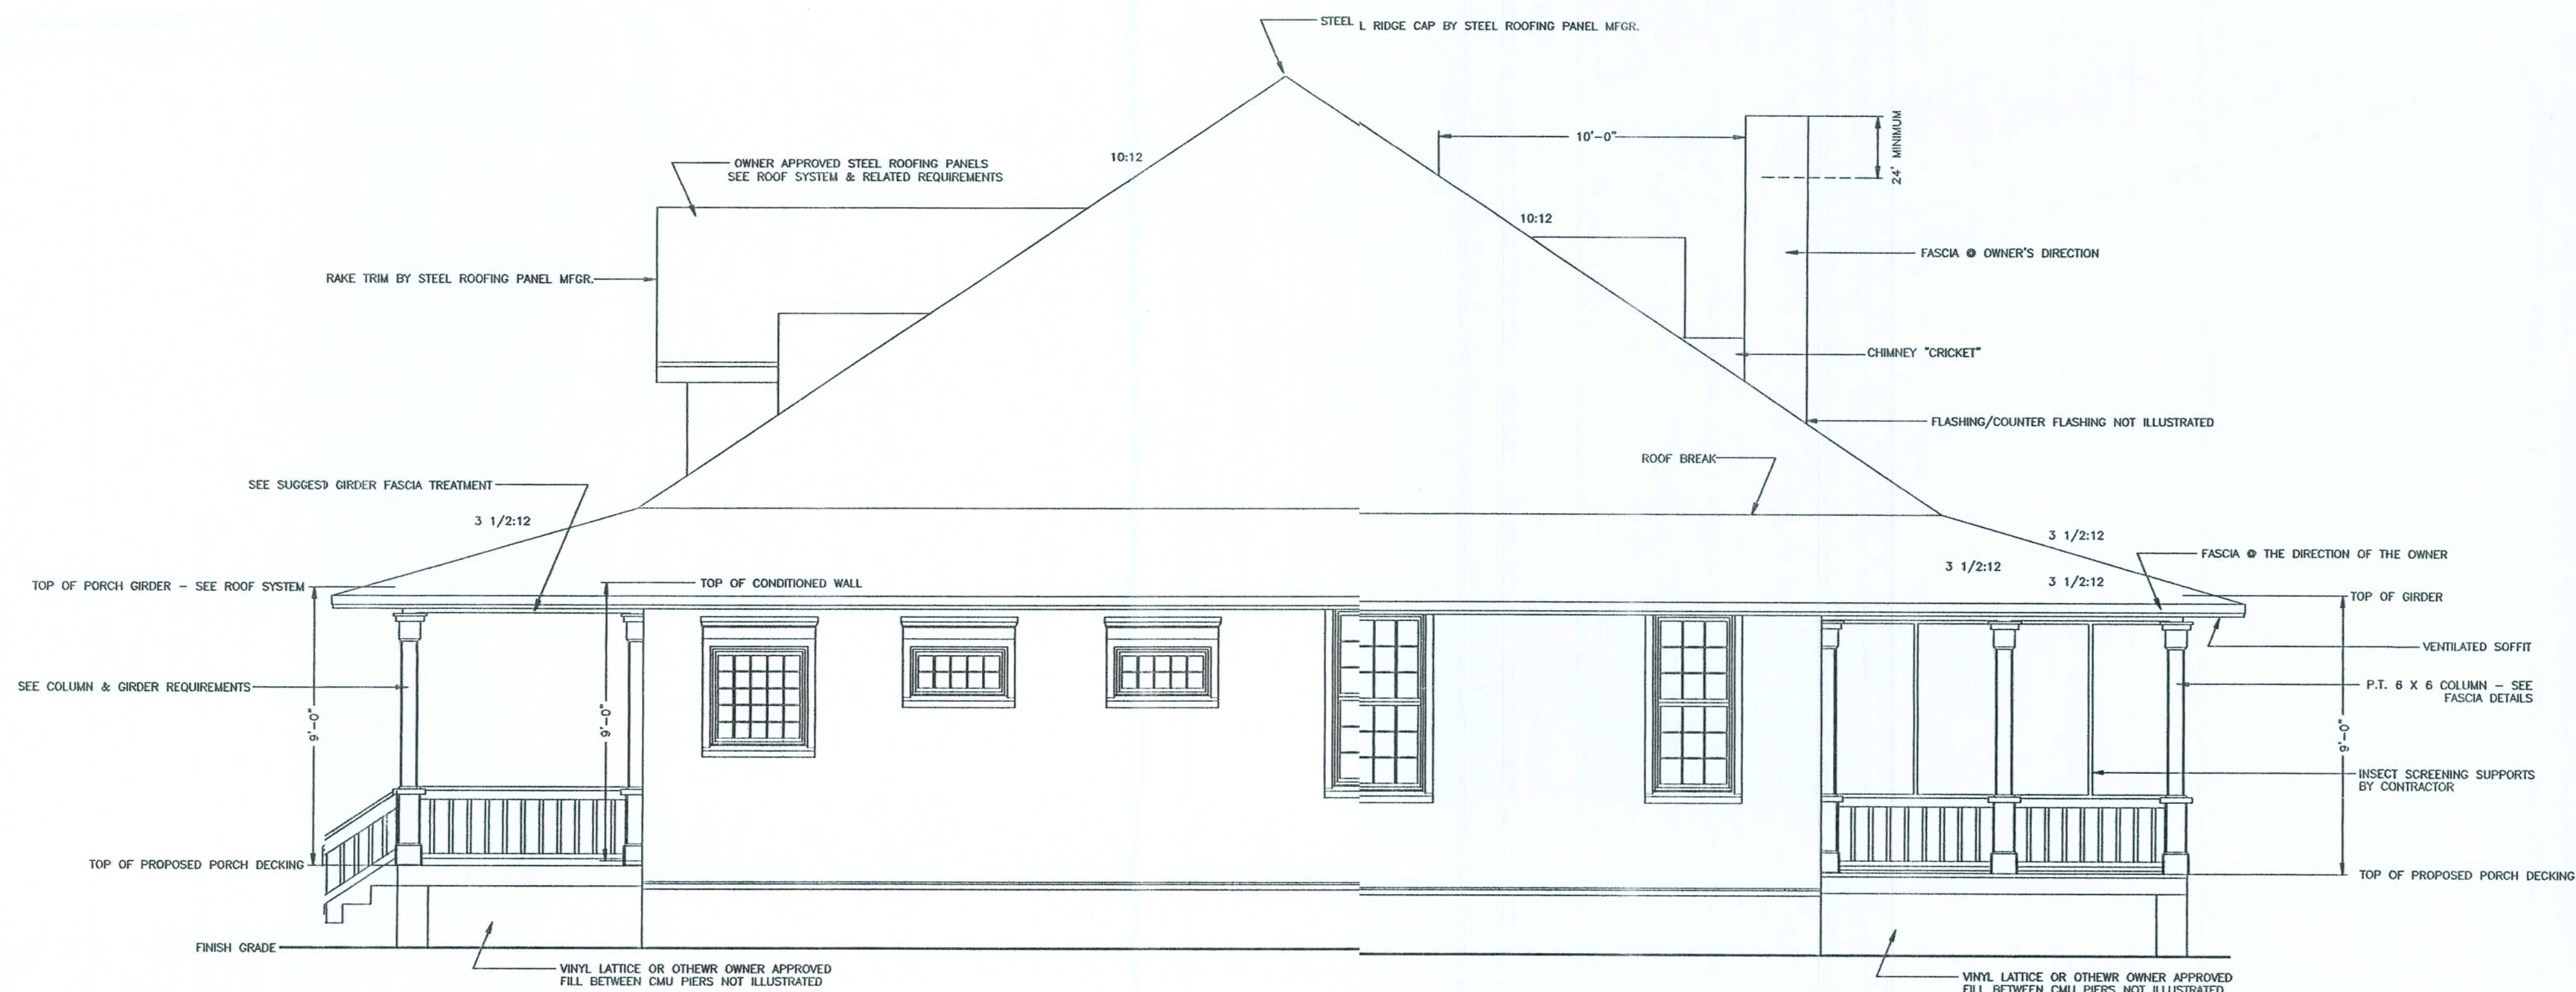 STEEL L RIDGE CAP BY STEEL ROOFING PANEL MFGR.
10'-0"
24' MINIMUM
10:12
OWNER APPROVED STEEL ROOFING PANELS
SEE ROOF SYSTEM & RELATED REQUIREMENTS
10:12
FASCIA @ OWNER'S DIRECTION
RAKE TRIM BY STEEL ROOFING PANEL MFGR.
CHIMNEY "CRICKET"
FLASHING/COUNTER FLASHING NOT ILLUSTRATED
ROOF BREAK
SEE SUGGEST GIRDER FASCIA TREATMENT
3 1/2:12
3 1/2:12
FASCIA @ THE DIRECTION OF THE OWNER
3 1/2:12
3 1/2:12
TOP OF PORCH GIRDER - SEE ROOF SYSTEM
TOP OF CONDITIONED WALL
TOP OF GIRDER
VENTILATED SOFFIT
SEE COLUMN & GIRDER REQUIREMENTS
P.T. 6 X 6 COLUMN - SEE
FASCIA DETAILS
9'-0"
9'-0"
9'-0"
INSECT SCREENING SUPPORTS
BY CONTRACTOR
TOP OF PROPOSED PORCH DECKING
TOP OF PROPOSED PORCH DECKING
FINISH GRADE
VINYL LATTICE OR OTHEWR OWNER APPROVED
FILL BETWEEN CMU PIERS NOT ILLUSTRATED
VINYL LATTICE OR OTHEWR OWNER APPROVED
FILL BETWEEN CMU PIERS NOT ILLUSTRATED